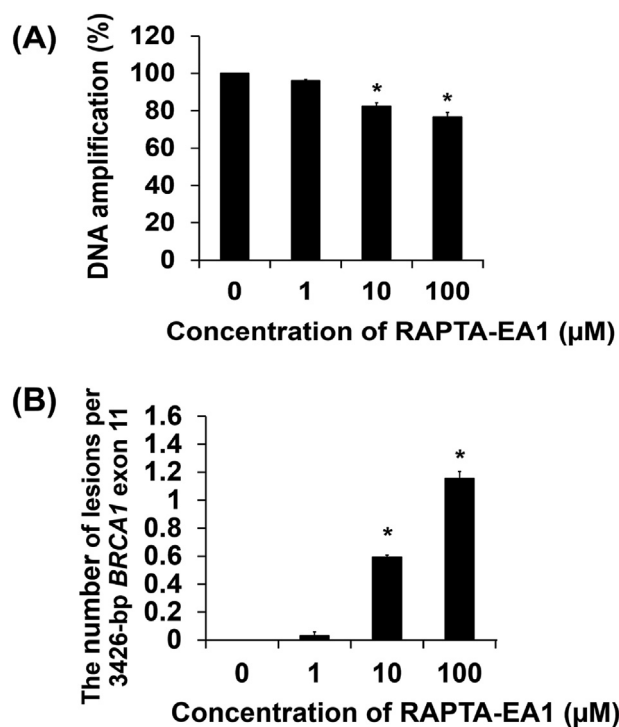 (A)
DNA amplification (%)
120
100
80
60
40
20
0
* *
0 1 10 100
Concentration of RAPTA-EA1 (µM)
(B)
The number of lesions per
3426-bp BRCA1 exon 11
1.6
1.4
1.2
1
0.8
0.6
0.4
0.2
0
*
*
0 1 10 100
Concentration of RAPTA-EA1 (µM)